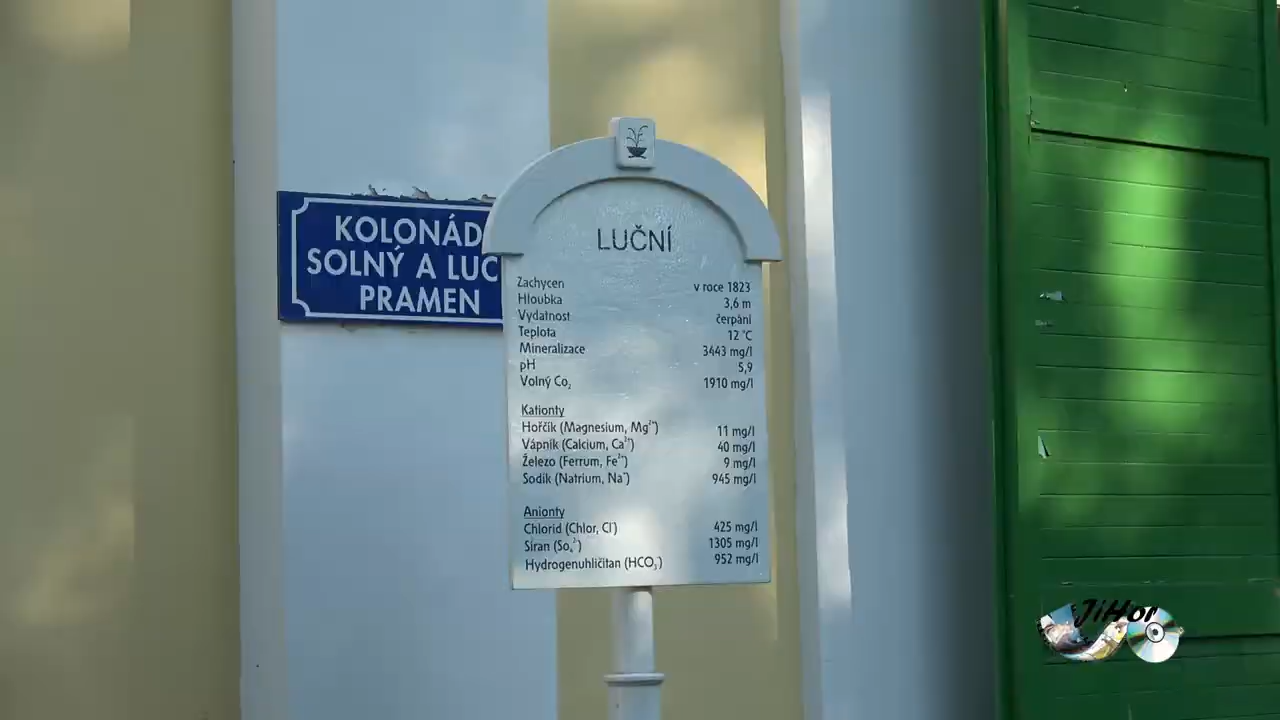 KOLONÁD
SOLNÝ A LUC
PRAMEN
LUČNÍ
Zachycen v roce 1823
Hloubka 3,6 m
Vydatnost čerpání
Teplota 12 °C
Mineralizace 3443 mg/l
pH 5,9
Volný Co₂ 1910 mg/l
Kationty
Hořčík (Magnesium, Mg²⁺) 11 mg/l
Vápník (Calcium, Ca²⁺) 40 mg/l
Železo (Ferrum, Fe²⁺) 9 mg/l
Sodík (Natrium, Na⁺) 945 mg/l
Anionty
Chlorid (Chlor, Cl⁻) 425 mg/l
Síran (So₄²⁻) 1305 mg/l
Hydrogenuhličitan (HCO₃⁻) 952 mg/l
JiHor